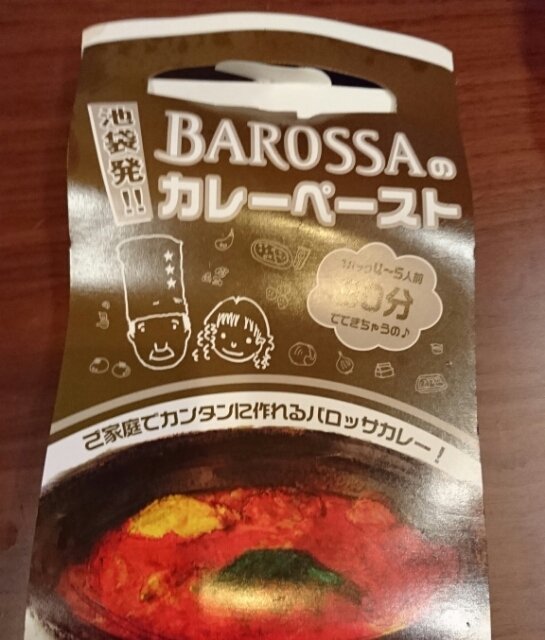 池袋発!!
BAROSSAの
カレーペースト
1パック4~5人前
30分
でできちゃうの♪
ご家庭でカンタンに作れるバロッサカレー!